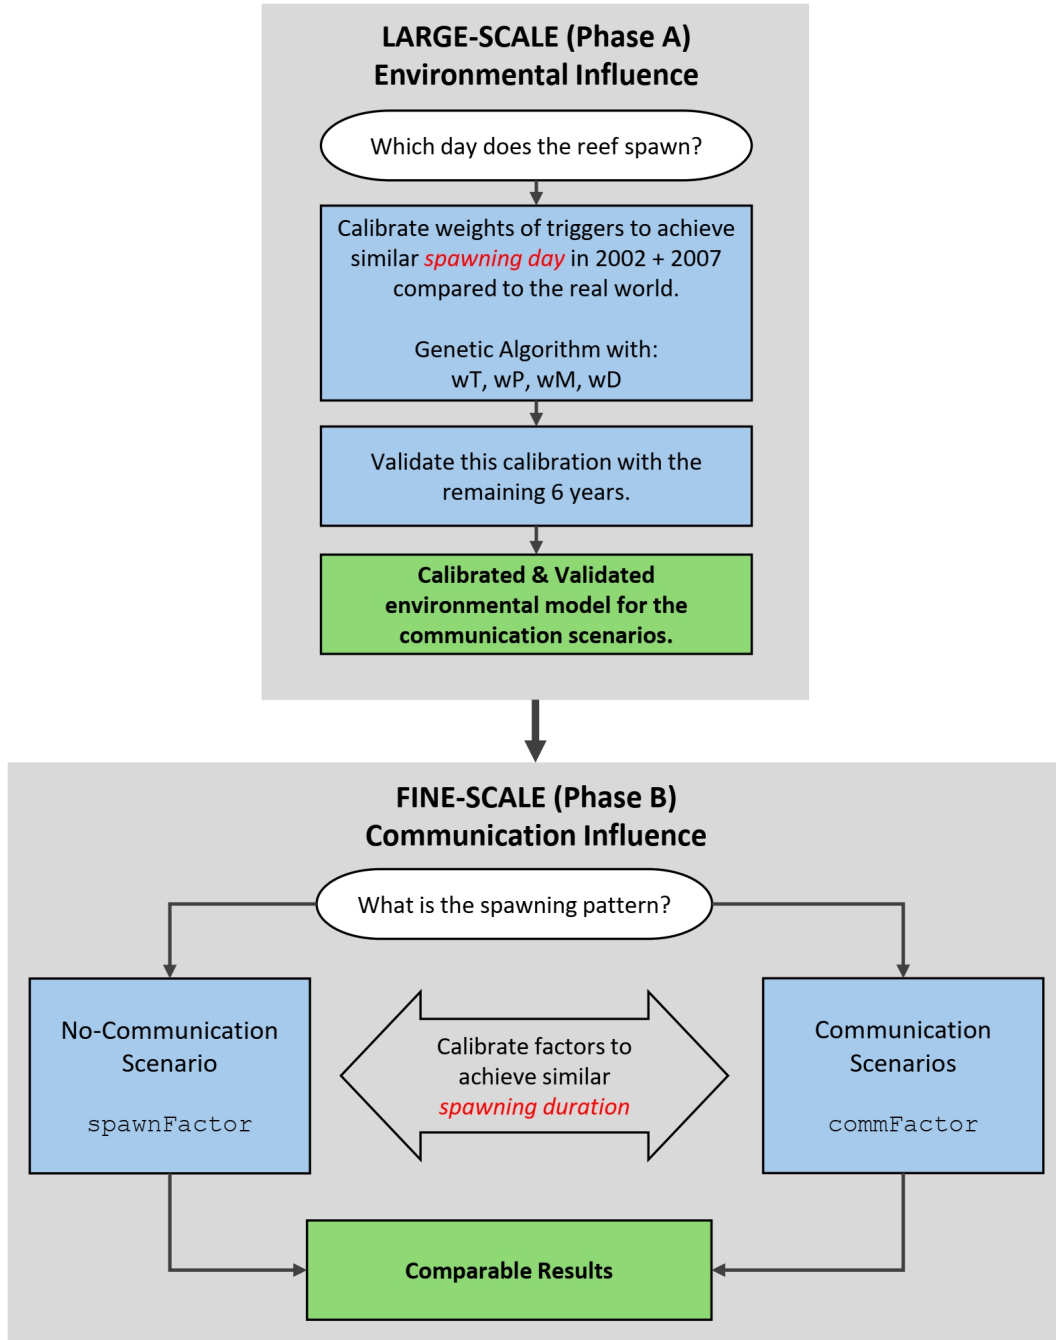 LARGE-SCALE (Phase A)
Environmental Influence
Which day does the reef spawn?
Calibrate weights of triggers to achieve
similar spawning day in 2002 + 2007
compared to the real world.
Genetic Algorithm with:
wT, wP, wM, wD
Validate this calibration with the
remaining 6 years.
Calibrated & Validated
environmental model for the
communication scenarios.
FINE-SCALE (Phase B)
Communication Influence
What is the spawning pattern?
No-Communication
Scenario
spawnFactor
Calibrate factors to
achieve similar
spawning duration
Communication
Scenarios
commFactor
Comparable Results